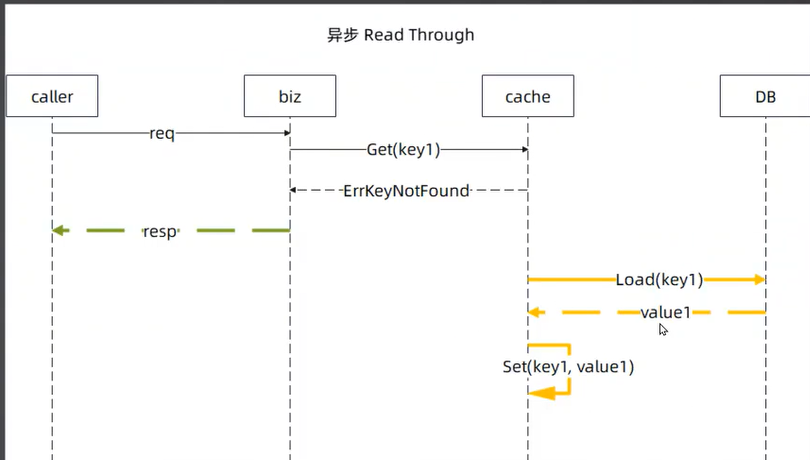 异步 Read Through
caller
biz
cache
DB
req
Get(key1)
ErrKeyNotFound
resp
Load(key1)
value1
Set(key1, value1)